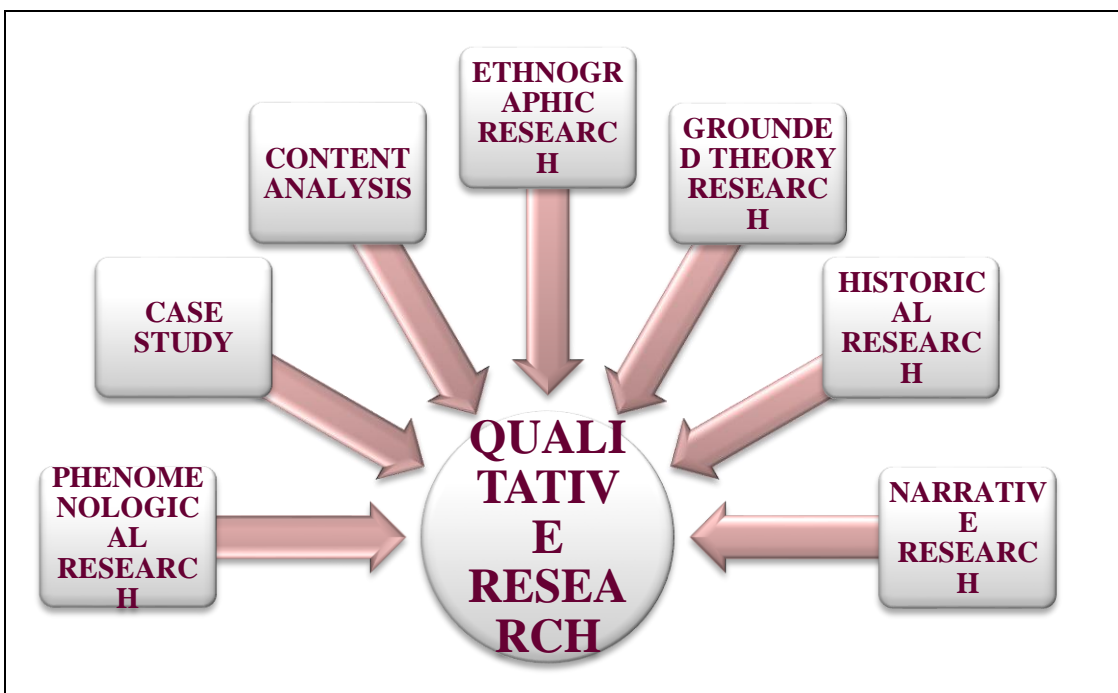 ETHNOGR
APHIC
RESEARC
H
CONTENT
ANALYSIS
GROUNDE
D THEORY
RESEARC
H
CASE
STUDY
HISTORIC
AL
RESEARC
H
PHENOME
NOLOGIC
AL
RESEARC
H
QUALI
TATIV
E
RESEA
RCH
NARRATIV
E
RESEARC
H